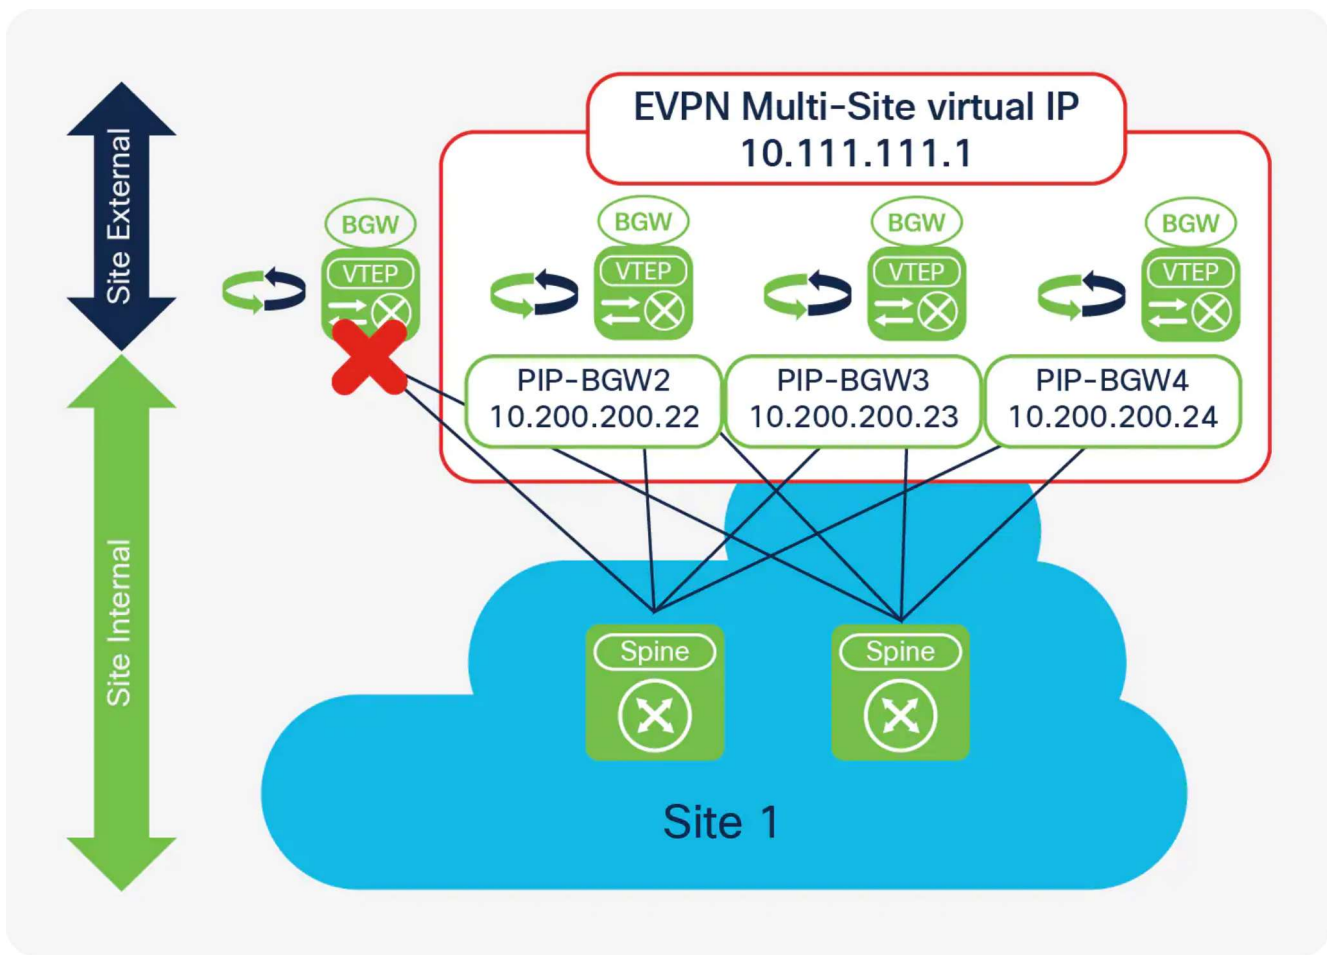 EVPN Multi-Site virtual IP
10.111.111.1
Site External
BGW
VTEP
BGW
VTEP
BGW
VTEP
BGW
VTEP
PIP-BGW2
10.200.200.22
PIP-BGW3
10.200.200.23
PIP-BGW4
10.200.200.24
Site Internal
Spine
Spine
Site 1